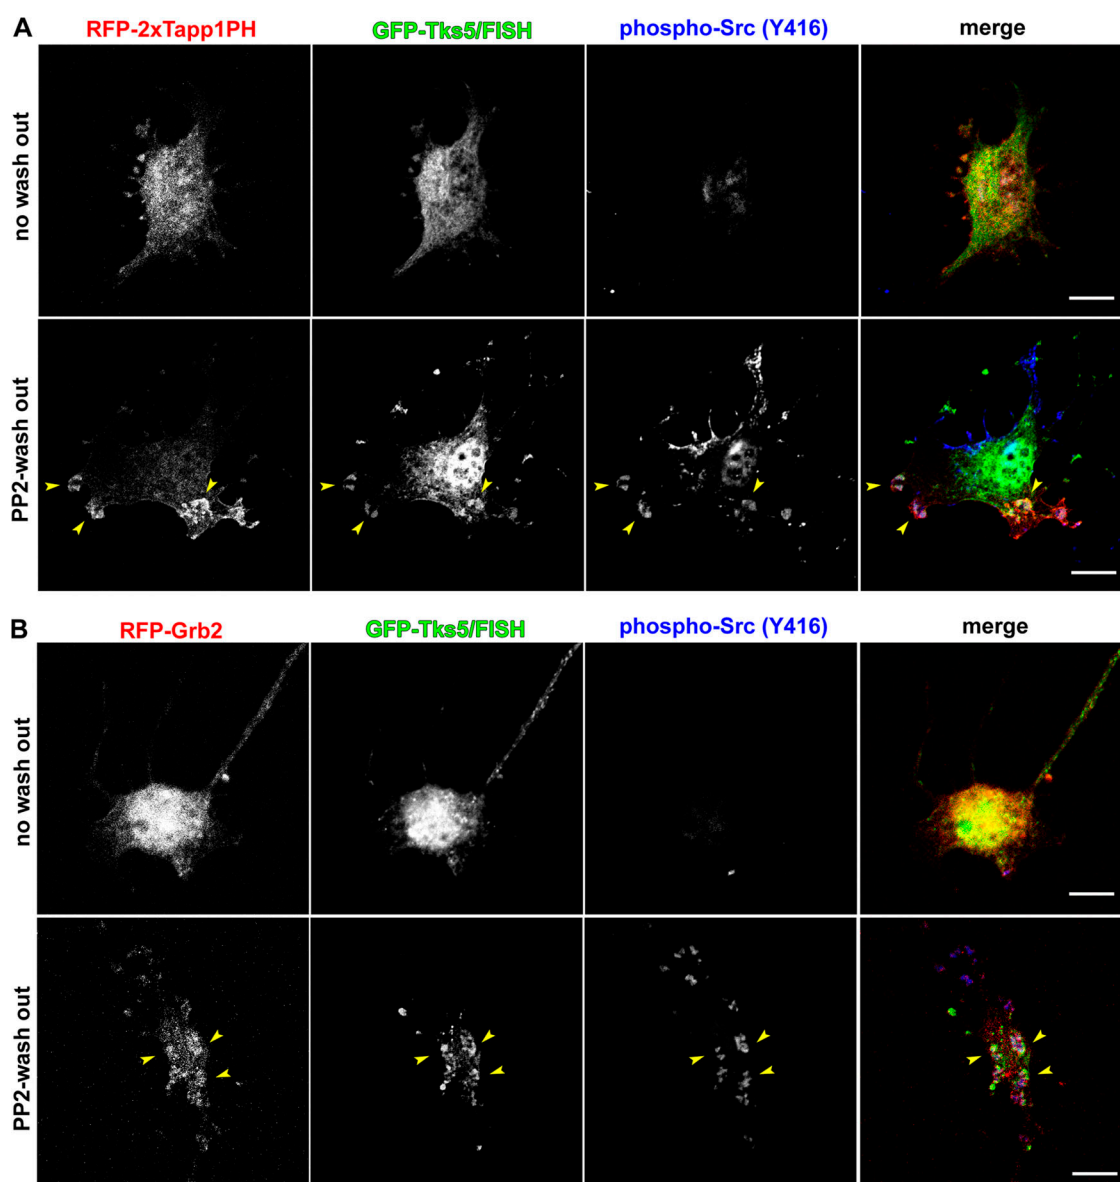 A
RFP-2xTapp1PH GFP-Tks5/FISH phospho-Src (Y416) merge
no wash out
PP2-wash out
B
RFP-Grb2 GFP-Tks5/FISH phospho-Src (Y416) merge
no wash out
PP2-wash out